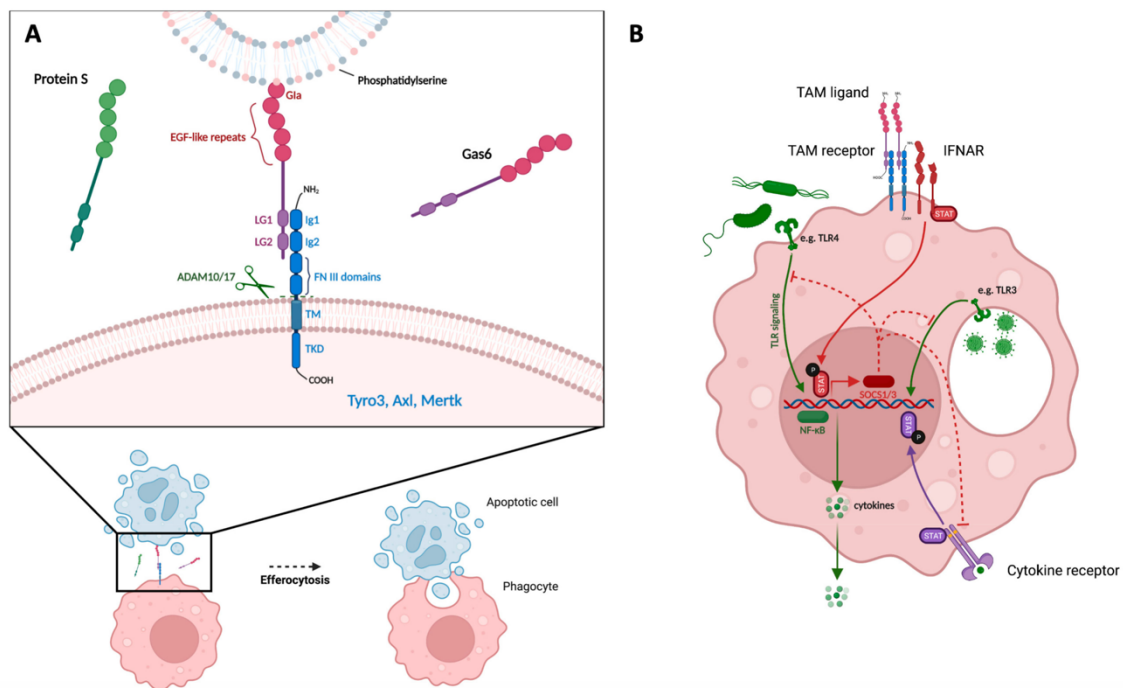 A
Protein S
Phosphatidylserine
Gla
EGF-like repeats
Gas6
NH₂
LG1
Ig1
LG2
Ig2
ADAM10/17
FN III domains
TM
TKD
COOH
Tyro3, Axl, Mertk
Apoptotic cell
Efferocytosis
Phagocyte
B
TAM ligand
TAM receptor
IFNAR
COOH
STAT
e.g. TLR4
e.g. TLR3
TLR signaling
P
STAT
SOCS1/3
NF-κB
STAT
P
cytokines
STAT
Cytokine receptor